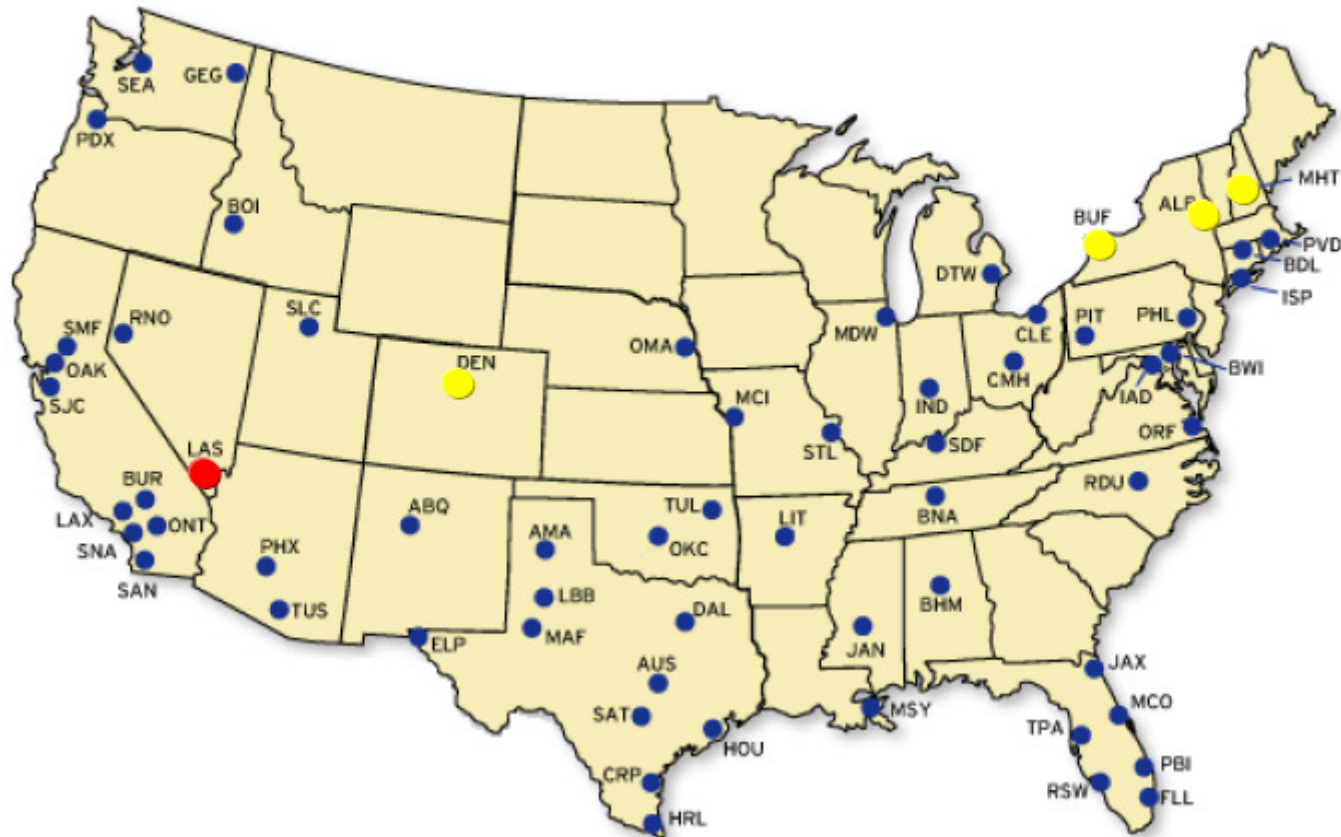 SEA
GEG
PDX
MHT
BOI
ALB
BUF
PVD
BDL
DTW
ISP
SLC
RNO
SMF
OAK
SJC
OMA
MDW
CLE
PIT
PHL
DEN
CMH
BWI
IAD
IND
MCI
STL
SDF
ORF
LAS
BUR
LAX
ONT
SNA
SAN
PHX
TUS
ABQ
ELP
AMA
LBB
MAF
TUL
OKC
LIT
BNA
RDU
DAL
BHM
JAN
AUS
SAT
HOU
MSY
JAX
MCO
TPA
PBI
RSW
FLL
CRP
HRL